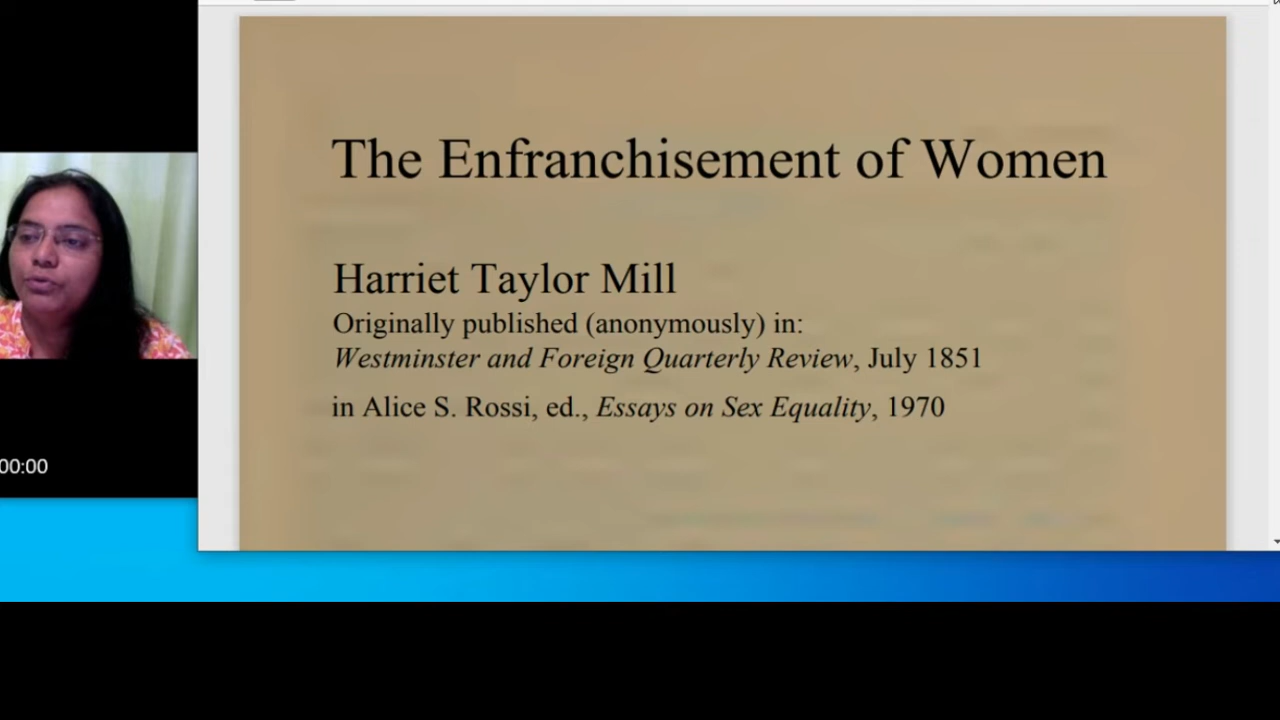 The Enfranchisement of Women
Harriet Taylor Mill
Originally published (anonymously) in:
Westminster and Foreign Quarterly Review, July 1851
in Alice S. Rossi, ed., Essays on Sex Equality, 1970
00:00